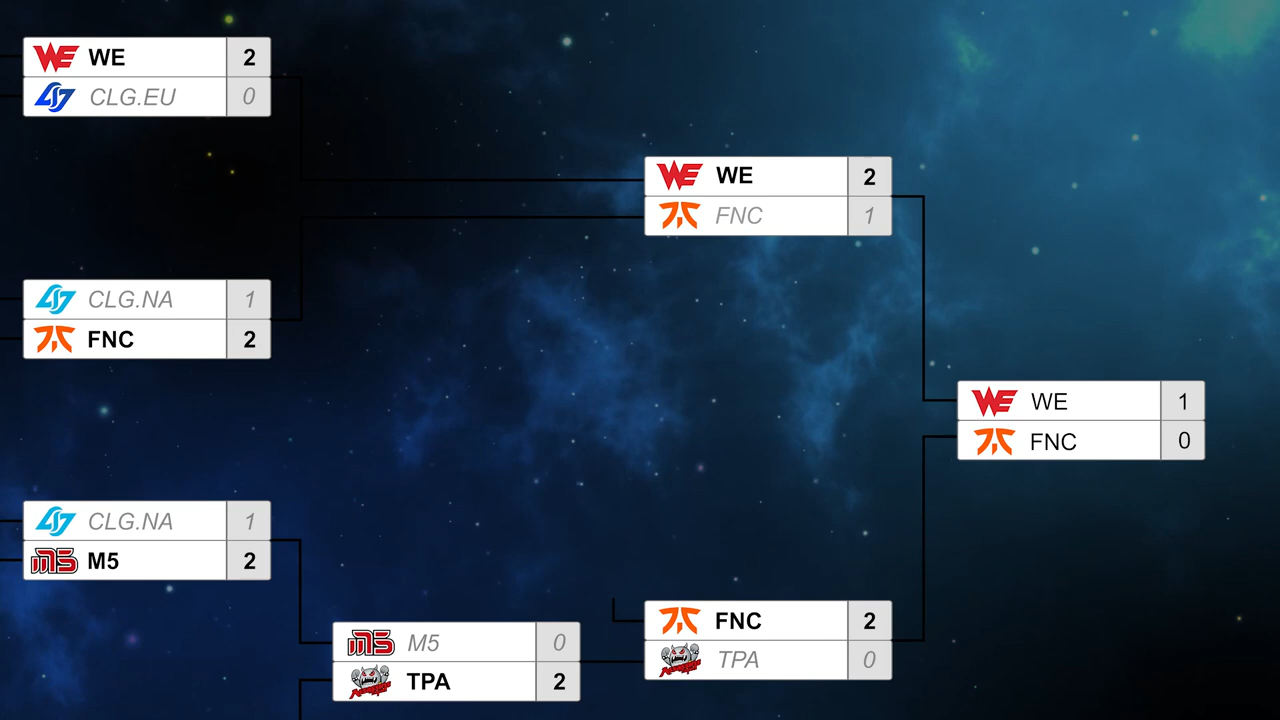 WE 2
CLG.EU 0
WE 2
FNC 1
CLG.NA 1
FNC 2
WE 1
FNC 0
CLG.NA 1
M5 2
FNC 2
TPA 0
M5 0
TPA 2